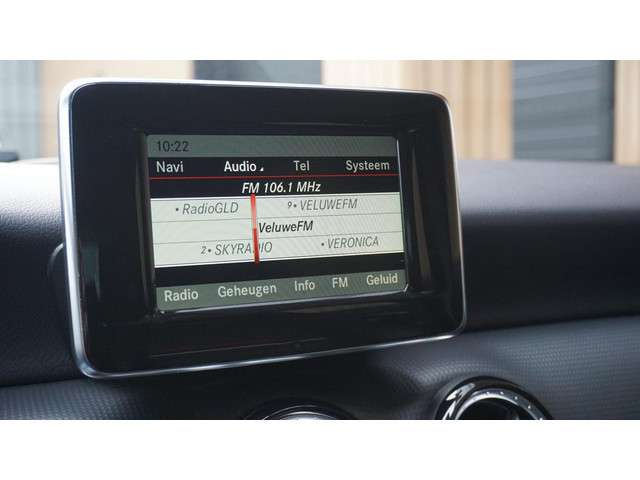 10:22
Navi Audio Tel Systeem
FM 106.1 MHz
• RadioGLD 9• VELUWEFM
VeluweFM
2• SKYRADIO • VERONICA
Radio Geheugen Info FM Geluid